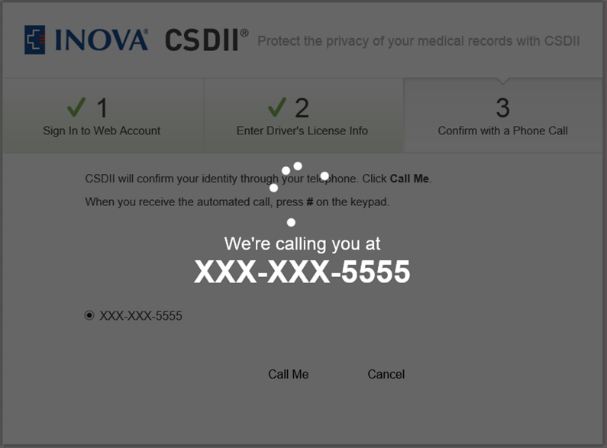 INOVA® CSDII® Protect the privacy of your medical records with CSDII
1
Sign In to Web Account
2
Enter Driver's License Info
3
Confirm with a Phone Call
CSDII will confirm your identity through your telephone. Click Call Me.
When you receive the automated call, press # on the keypad.
We're calling you at
XXX-XXX-5555
XXX-XXX-5555
Call Me Cancel